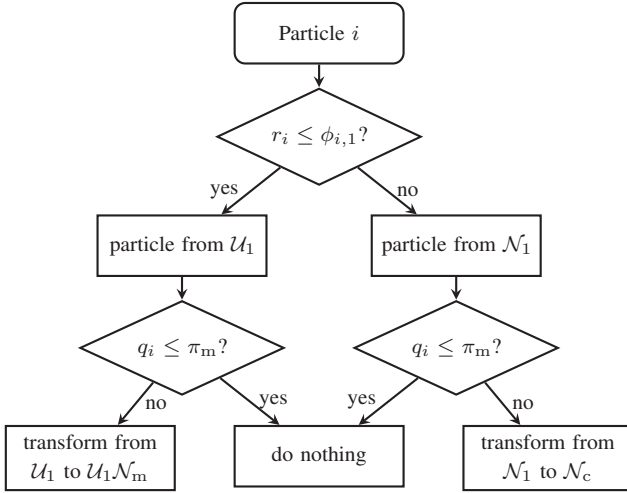 Particle i
r_i ≤ ϕ_{i,1}?
yes
no
particle from 𝒰_1
particle from 𝒩_1
q_i ≤ π_m?
q_i ≤ π_m?
no
yes
yes
no
transform from
𝒰_1 to 𝒰_1𝒩_m
do nothing
transform from
𝒩_1 to 𝒩_c